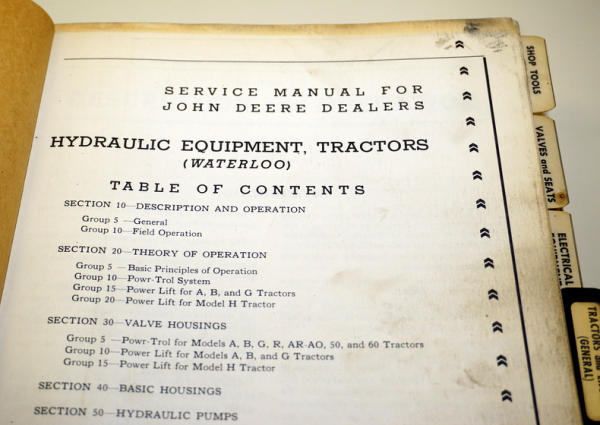 SERVICE MANUAL FOR
JOHN DEERE DEALERS
HYDRAULIC EQUIPMENT, TRACTORS
(WATERLOO)
TABLE OF CONTENTS
SECTION 10—DESCRIPTION AND OPERATION
Group 5 —General
Group 10—Field Operation
SECTION 20—THEORY OF OPERATION
Group 5 —Basic Principles of Operation
Group 10—Powr-Trol System
Group 15—Power Lift for A, B, and G Tractors
Group 20—Power Lift for Model H Tractor
SECTION 30—VALVE HOUSINGS
Group 5 —Powr-Trol for Models A, B, G, R, AR-AO, 50, and 60 Tractors
Group 10—Power Lift for Models A, B, and G Tractors
Group 15—Power Lift for Model H Tractor
SECTION 40—BASIC HOUSINGS
SECTION 50—HYDRAULIC PUMPS
SHOP TOOLS
VALVES and SEATS
ELECTRICAL
EQUIPMENT
TRACTORS and
(GENERAL)